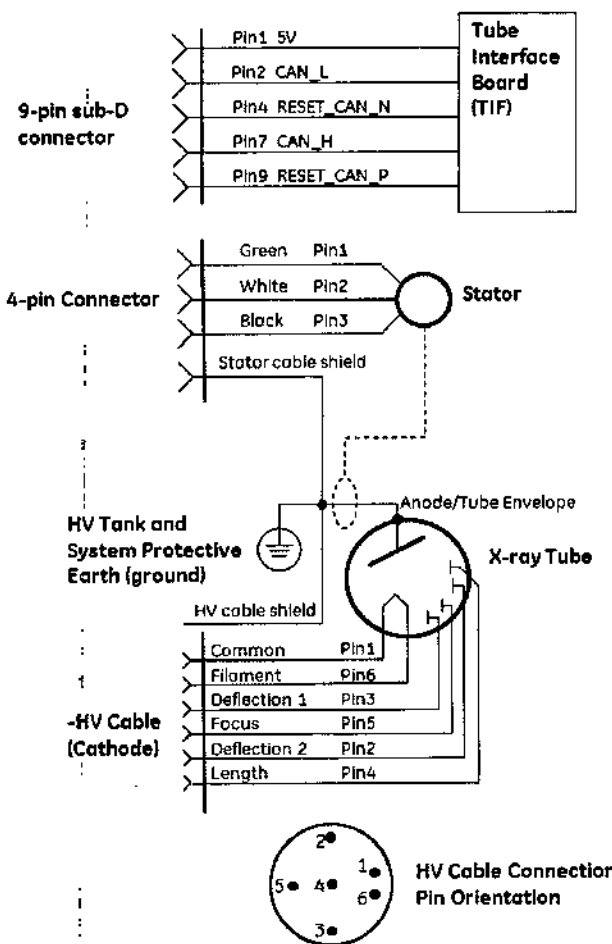 Pin1 5V
Pin2 CAN_L
Pin4 RESET_CAN_N
Pin7 CAN_H
Pin9 RESET_CAN_P
9-pin sub-D
connector
Tube
Interface
Board
(TIF)
Green Pin1
White Pin2
Black Pin3
Stator cable shield
4-pin Connector
Stator
Anode/Tube Envelope
HV Tank and
System Protective
Earth (ground)
X-ray Tube
HV cable shield
Common Pin1
Filament Pin6
Deflection 1 Pin3
Focus Pin5
Deflection 2 Pin2
Length Pin4
-HV Cable
(Cathode)
2
1
5
4
6
3
HV Cable Connection
Pin Orientation